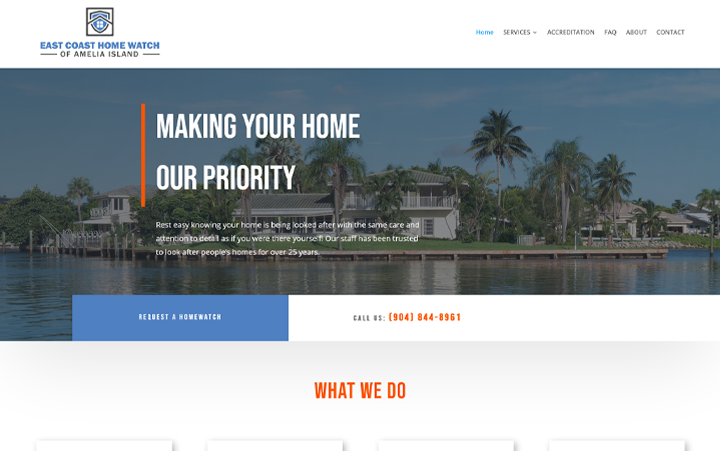 EAST COAST HOME WATCH
OF AMELIA ISLAND
Home SERVICES ACCREDITATION FAQ ABOUT CONTACT
MAKING YOUR HOME
OUR PRIORITY
Rest easy knowing your home is being looked after with the same care and
attention to detail as if you were there yourself! Our staff has been trusted
to look after people's homes for over 25 years.
REQUEST A HOMEWATCH
CALL US: (904) 844-8961
WHAT WE DO